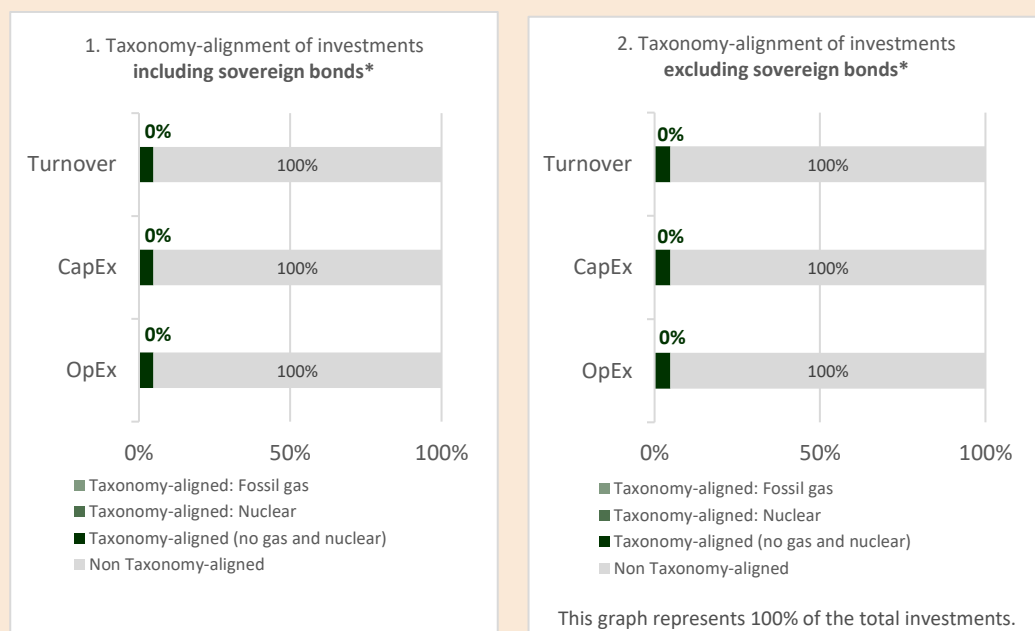 1. Taxonomy-alignment of investments
including sovereign bonds*
0%
Turnover
100%
0%
CapEx
100%
0%
OpEx
100%
0%
50%
100%
Taxonomy-aligned: Fossil gas
Taxonomy-aligned: Nuclear
Taxonomy-aligned (no gas and nuclear)
Non Taxonomy-aligned
2. Taxonomy-alignment of investments
excluding sovereign bonds*
0%
Turnover
100%
0%
CapEx
100%
0%
OpEx
100%
0%
50%
100%
Taxonomy-aligned: Fossil gas
Taxonomy-aligned: Nuclear
Taxonomy-aligned (no gas and nuclear)
Non Taxonomy-aligned
This graph represents 100% of the total investments.